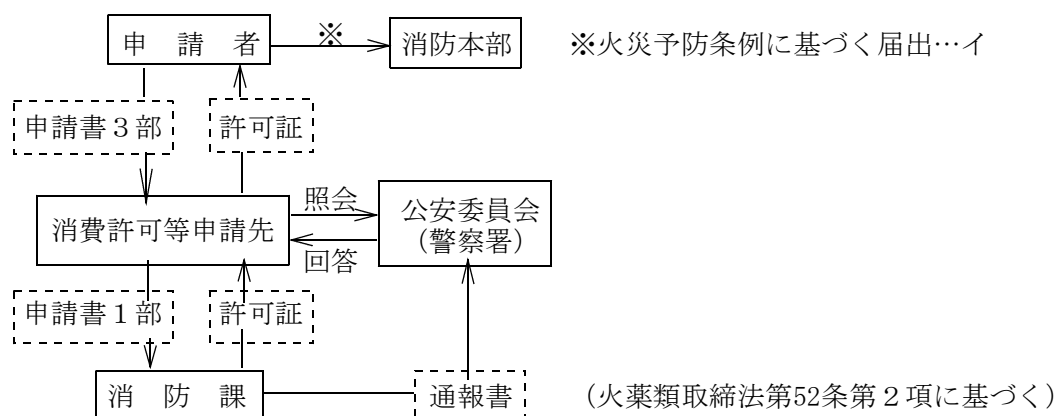 申　請　者 ※ 消防本部 ※火災予防条例に基づく届出…イ
申請書３部 許可証
消費許可等申請先 照会 公安委員会
（警察署）
回答
申請書１部 許可証
消　防　課 通報書 （火薬類取締法第52条第２項に基づく）